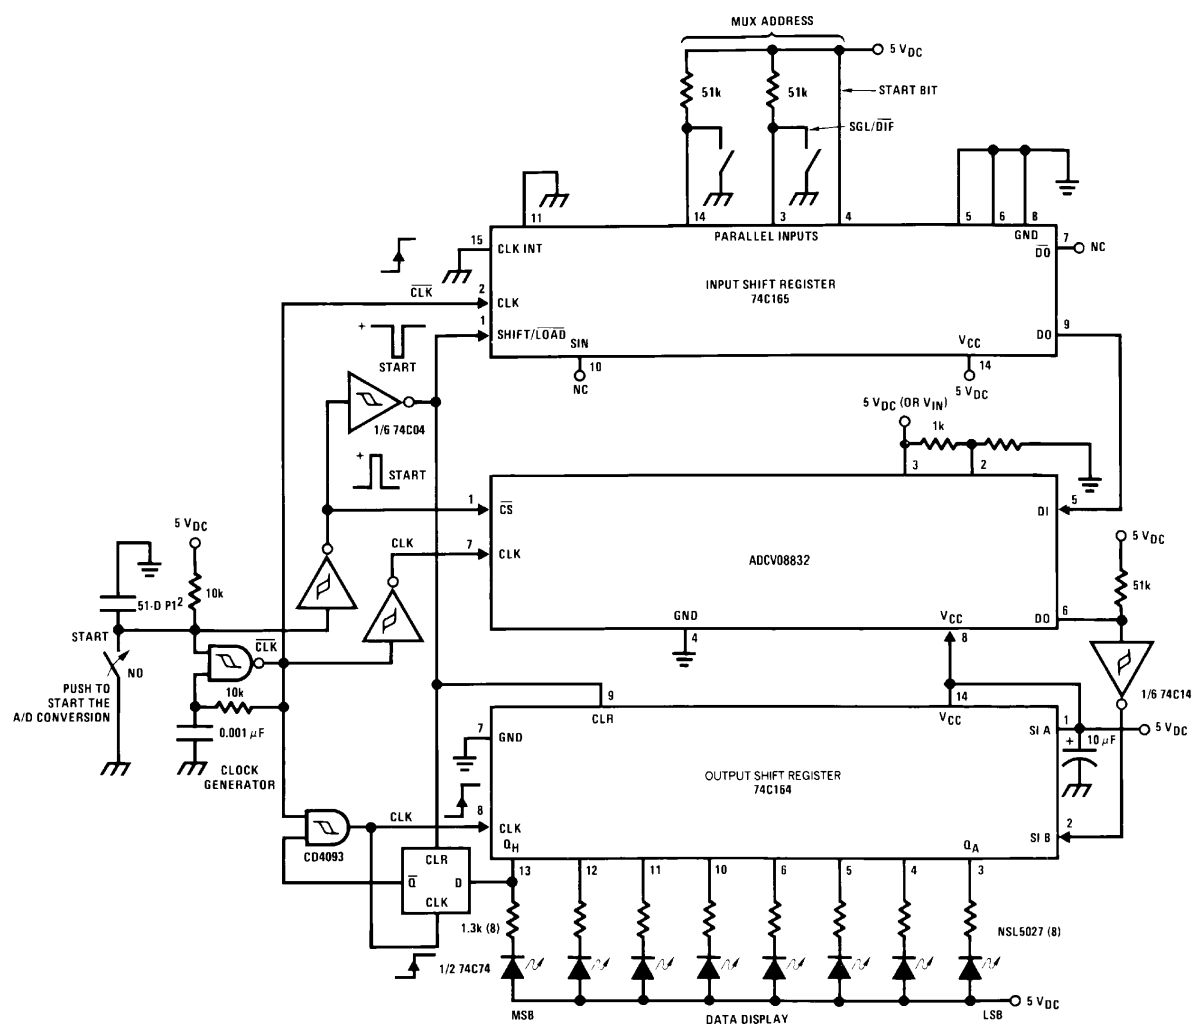 MUX ADDRESS
5 VDC
51k
51k
START BIT
SGL/D̅I̅F̅
11
14
3
4
5
6
8
PARALLEL INPUTS
GND
7
D̅O̅
NC
15
CLK INT
INPUT SHIFT REGISTER
74C165
C̅L̅K̅
2
CLK
1
SHIFT/L̅O̅A̅D̅
SIN
10
NC
VCC
14
5 VDC
DO
9
+
START
1/6 74C04
+
START
5 VDC (OR VIN)
1k
3
2
1
C̅S̅
CLK
7
CLK
DI
5
ADCV08832
GND
4
VCC
8
DO
6
5 VDC
51k
1/6 74C14
5 VDC
10k
51-D P1²
START
NO
PUSH TO
START THE
A/D CONVERSION
C̅L̅K̅
10k
0.001 µF
CLOCK
GENERATOR
9
CLR
14
VCC
7
GND
SI A
1
+
10 µF
5 VDC
OUTPUT SHIFT REGISTER
74C164
CLK
8
CLK
SI B
2
QH
QA
CD4093
CLR
Q̅
D
CLK
13
12
11
10
6
5
4
3
1.3k (8)
NSL5027 (8)
1/2 74C74
5 VDC
MSB
DATA DISPLAY
LSB